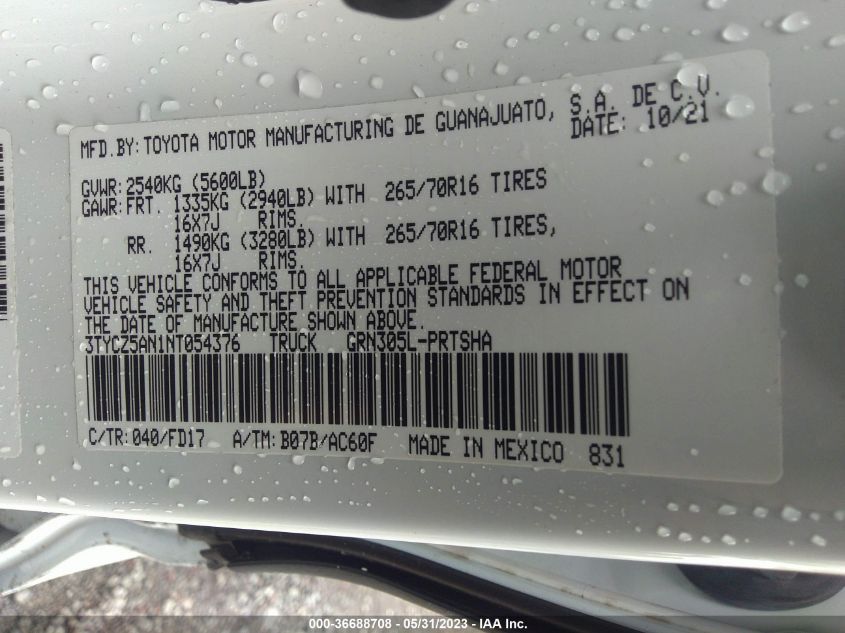 MFD.BY:TOYOTA MOTOR MANUFACTURING DE GUANAJUATO, S.A. DE C.V.
DATE: 10/21
GVWR:2540KG (5600LB)
GAWR:FRT. 1335KG (2940LB) WITH 265/70R16 TIRES
16X7J RIMS.
RR. 1490KG (3280LB) WITH 265/70R16 TIRES,
16X7J RIMS.
THIS VEHICLE CONFORMS TO ALL APPLICABLE FEDERAL MOTOR
VEHICLE SAFETY AND THEFT PREVENTION STANDARDS IN EFFECT ON
THE DATE OF MANUFACTURE SHOWN ABOVE.
3TYCZ5AN1NT054376 TRUCK GRN305L-PRTSHA
C/TR:040/FD17 A/TM:B07B/AC60F MADE IN MEXICO 831
000-36688708 - 05/31/2023 - IAA Inc.